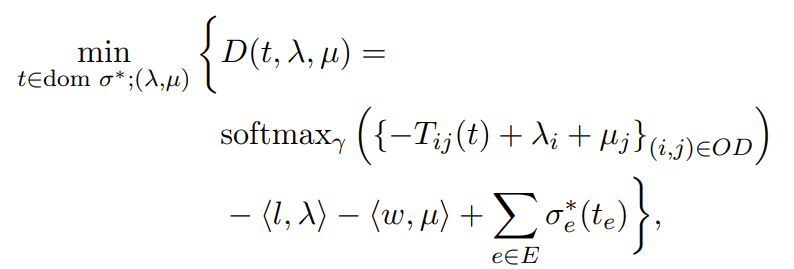 min_{t∈dom σ*;(λ,μ)} { D(t, λ, μ) =
softmax_γ ( {−T_{ij}(t) + λ_i + μ_j}_{(i,j)∈OD} )
− ⟨l, λ⟩ − ⟨w, μ⟩ + ∑_{e∈E} σ*_e(t_e) },